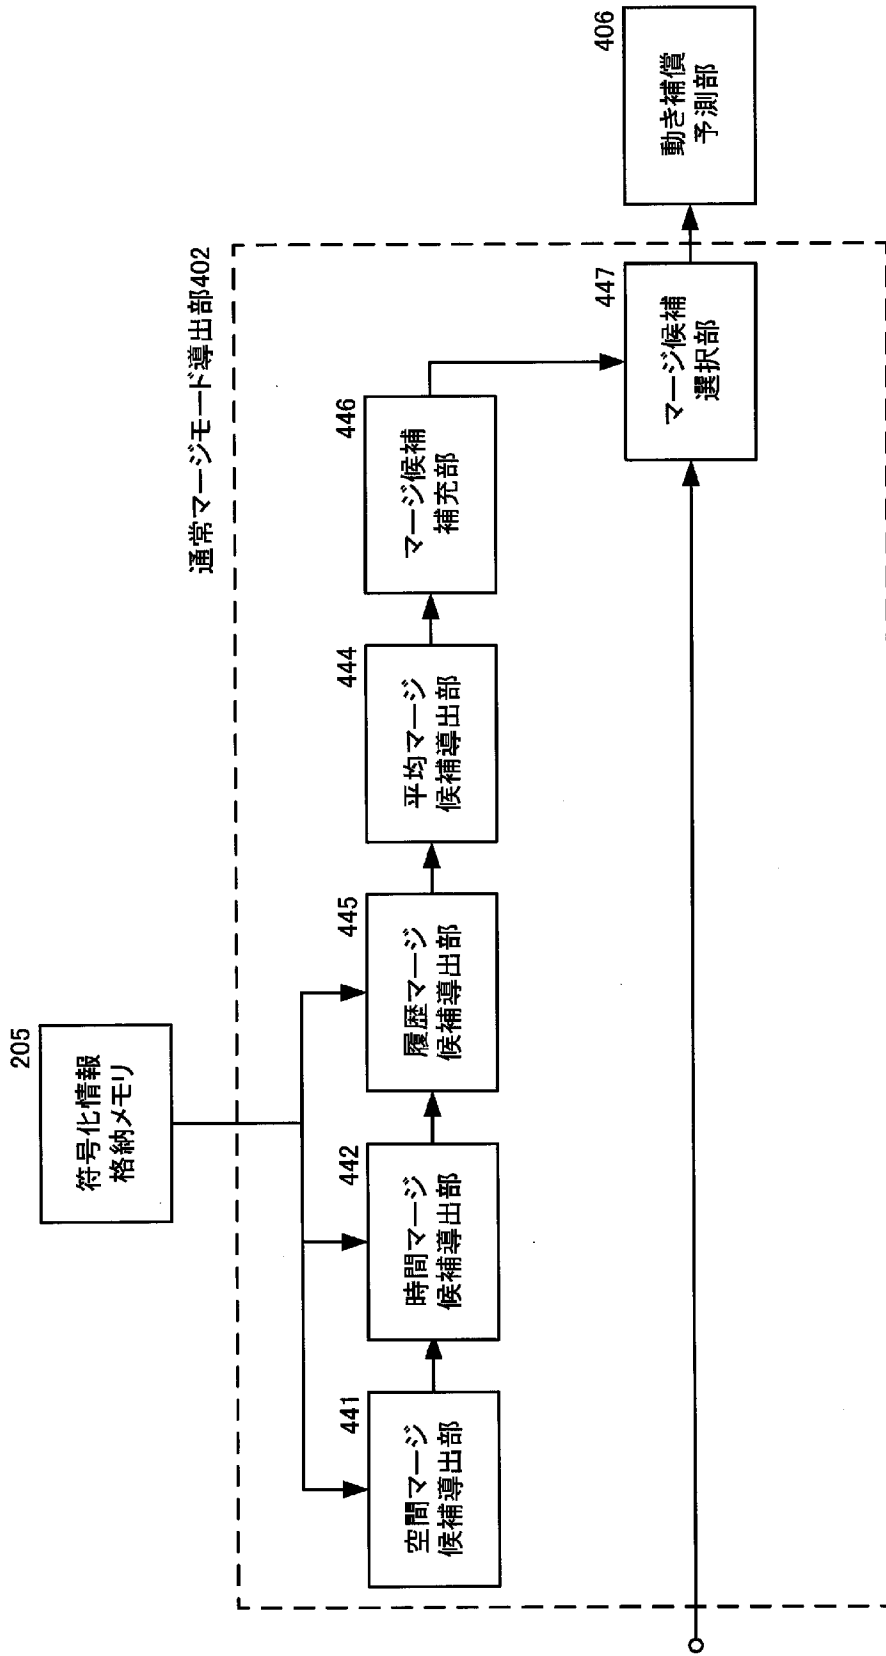 205
符号化情報
格納メモリ
通常マージモード導出部402
441
空間マージ
候補導出部
442
時間マージ
候補導出部
445
履歴マージ
候補導出部
444
平均マージ
候補導出部
446
マージ候補
補充部
447
マージ候補
選択部
406
動き補償
予測部